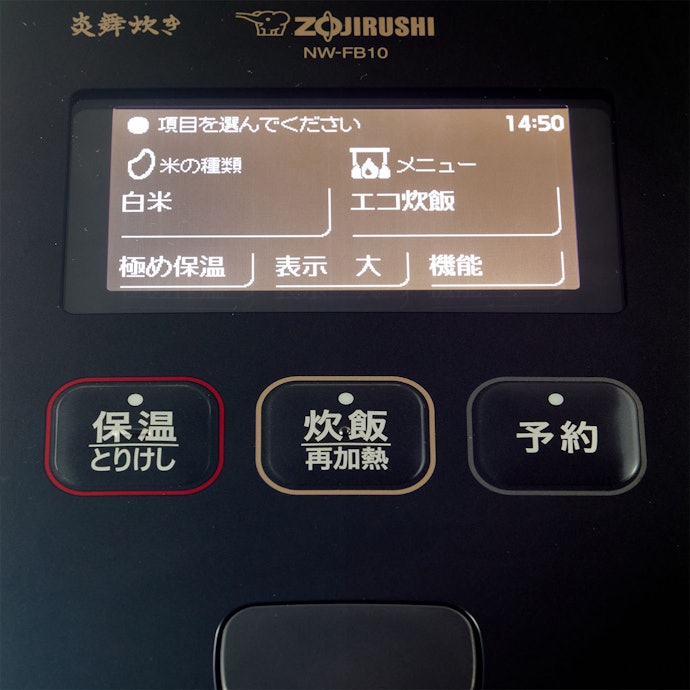 炎舞炊き ZOJIRUSHI
NW-FB10
項目を選んでください 14:50
米の種類 メニュー
白米 エコ炊飯
極め保温 表示 大 機能
保温 炊飯 予約
とりけし 再加熱